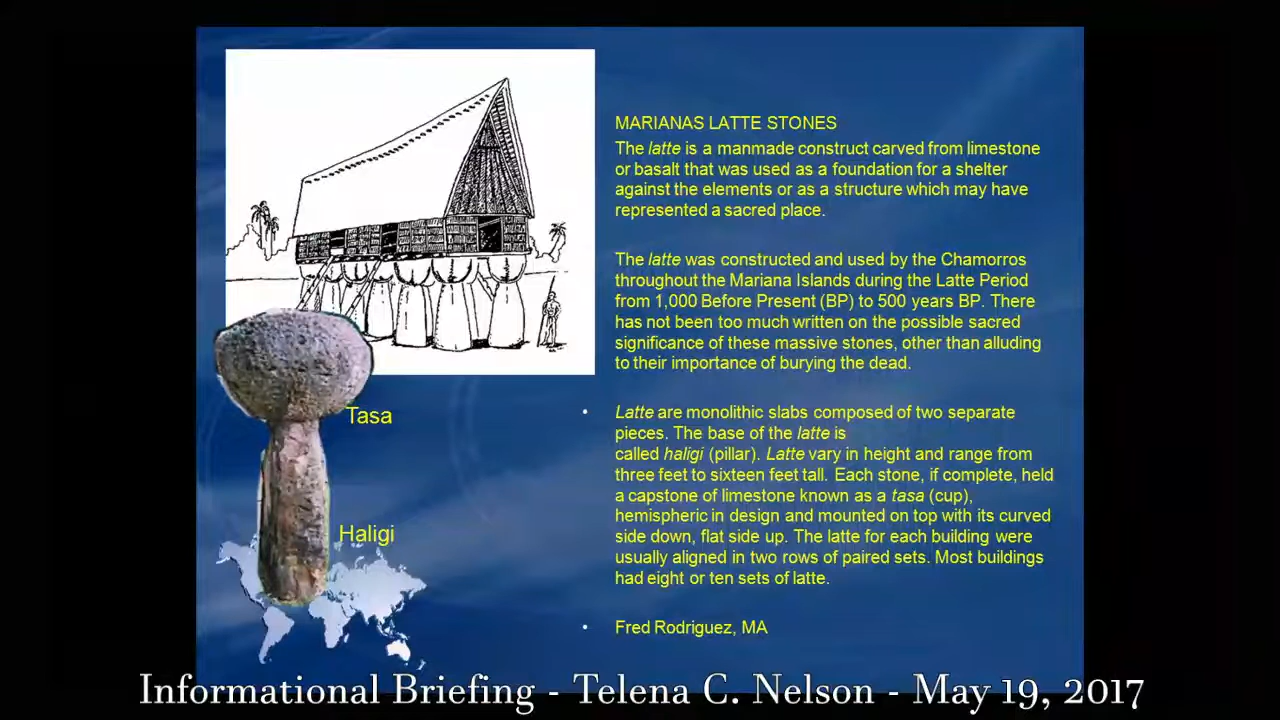 MARIANAS LATTE STONES
The latte is a manmade construct carved from limestone
or basalt that was used as a foundation for a shelter
against the elements or as a structure which may have
represented a sacred place.
The latte was constructed and used by the Chamorros
throughout the Mariana Islands during the Latte Period
from 1,000 Before Present (BP) to 500 years BP. There
has not been too much written on the possible sacred
significance of these massive stones, other than alluding
to their importance of burying the dead.
• Latte are monolithic slabs composed of two separate
pieces. The base of the latte is
called haligi (pillar). Latte vary in height and range from
three feet to sixteen feet tall. Each stone, if complete, held
a capstone of limestone known as a tasa (cup),
hemispheric in design and mounted on top with its curved
side down, flat side up. The latte for each building were
usually aligned in two rows of paired sets. Most buildings
had eight or ten sets of latte.
• Fred Rodriguez, MA
Tasa
Haligi
Informational Briefing - Telena C. Nelson - May 19, 2017